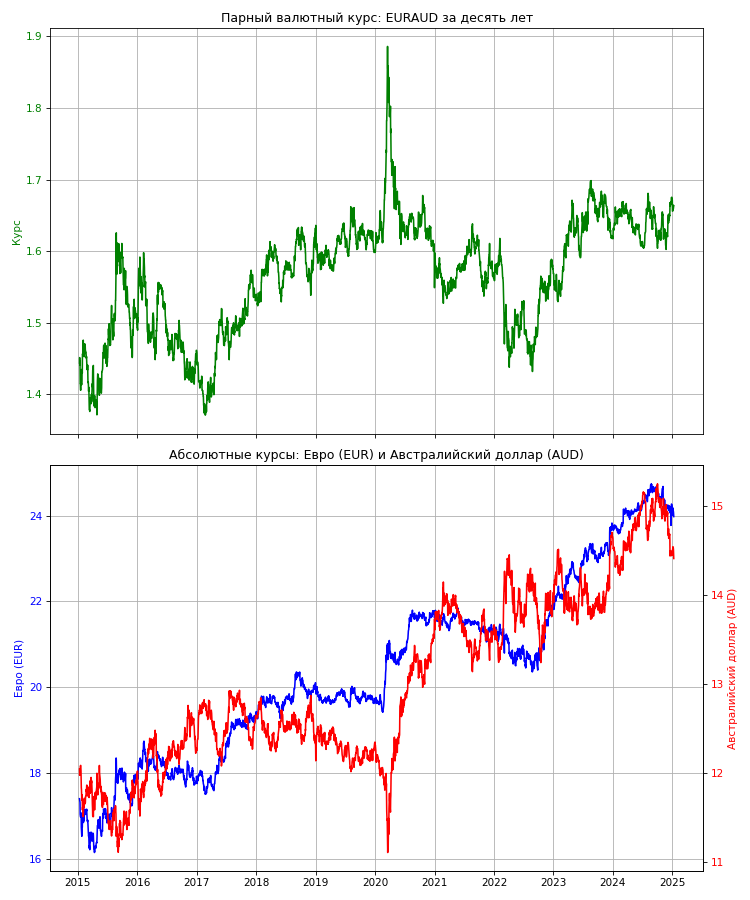 Парный валютный курс: EURAUD за десять лет
1.9
1.8
1.7
1.6
1.5
1.4
Курс
Абсолютные курсы: Евро (EUR) и Австралийский доллар (AUD)
24
22
20
18
16
Евро (EUR)
15
14
13
12
11
Австралийский доллар (AUD)
2015 2016 2017 2018 2019 2020 2021 2022 2023 2024 2025